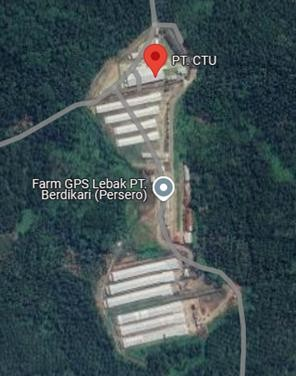 PT. CTU
Farm GPS Lebak PT.
Berdikari (Persero)